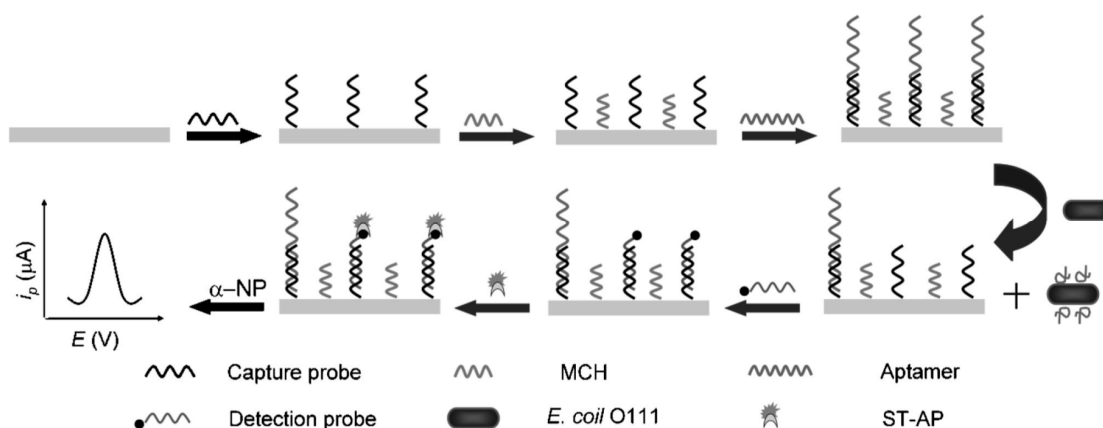 i_p (μA)
α–NP
E (V)
Capture probe
MCH
Aptamer
Detection probe
E. coil O111
ST-AP